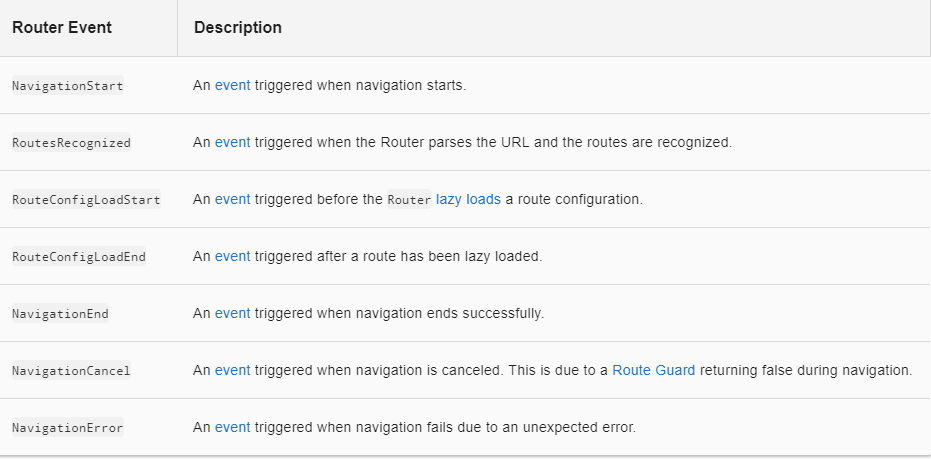 Router Event Description
NavigationStart An event triggered when navigation starts.
RoutesRecognized An event triggered when the Router parses the URL and the routes are recognized.
RouteConfigLoadStart An event triggered before the Router lazy loads a route configuration.
RouteConfigLoadEnd An event triggered after a route has been lazy loaded.
NavigationEnd An event triggered when navigation ends successfully.
NavigationCancel An event triggered when navigation is canceled. This is due to a Route Guard returning false during navigation.
NavigationError An event triggered when navigation fails due to an unexpected error.